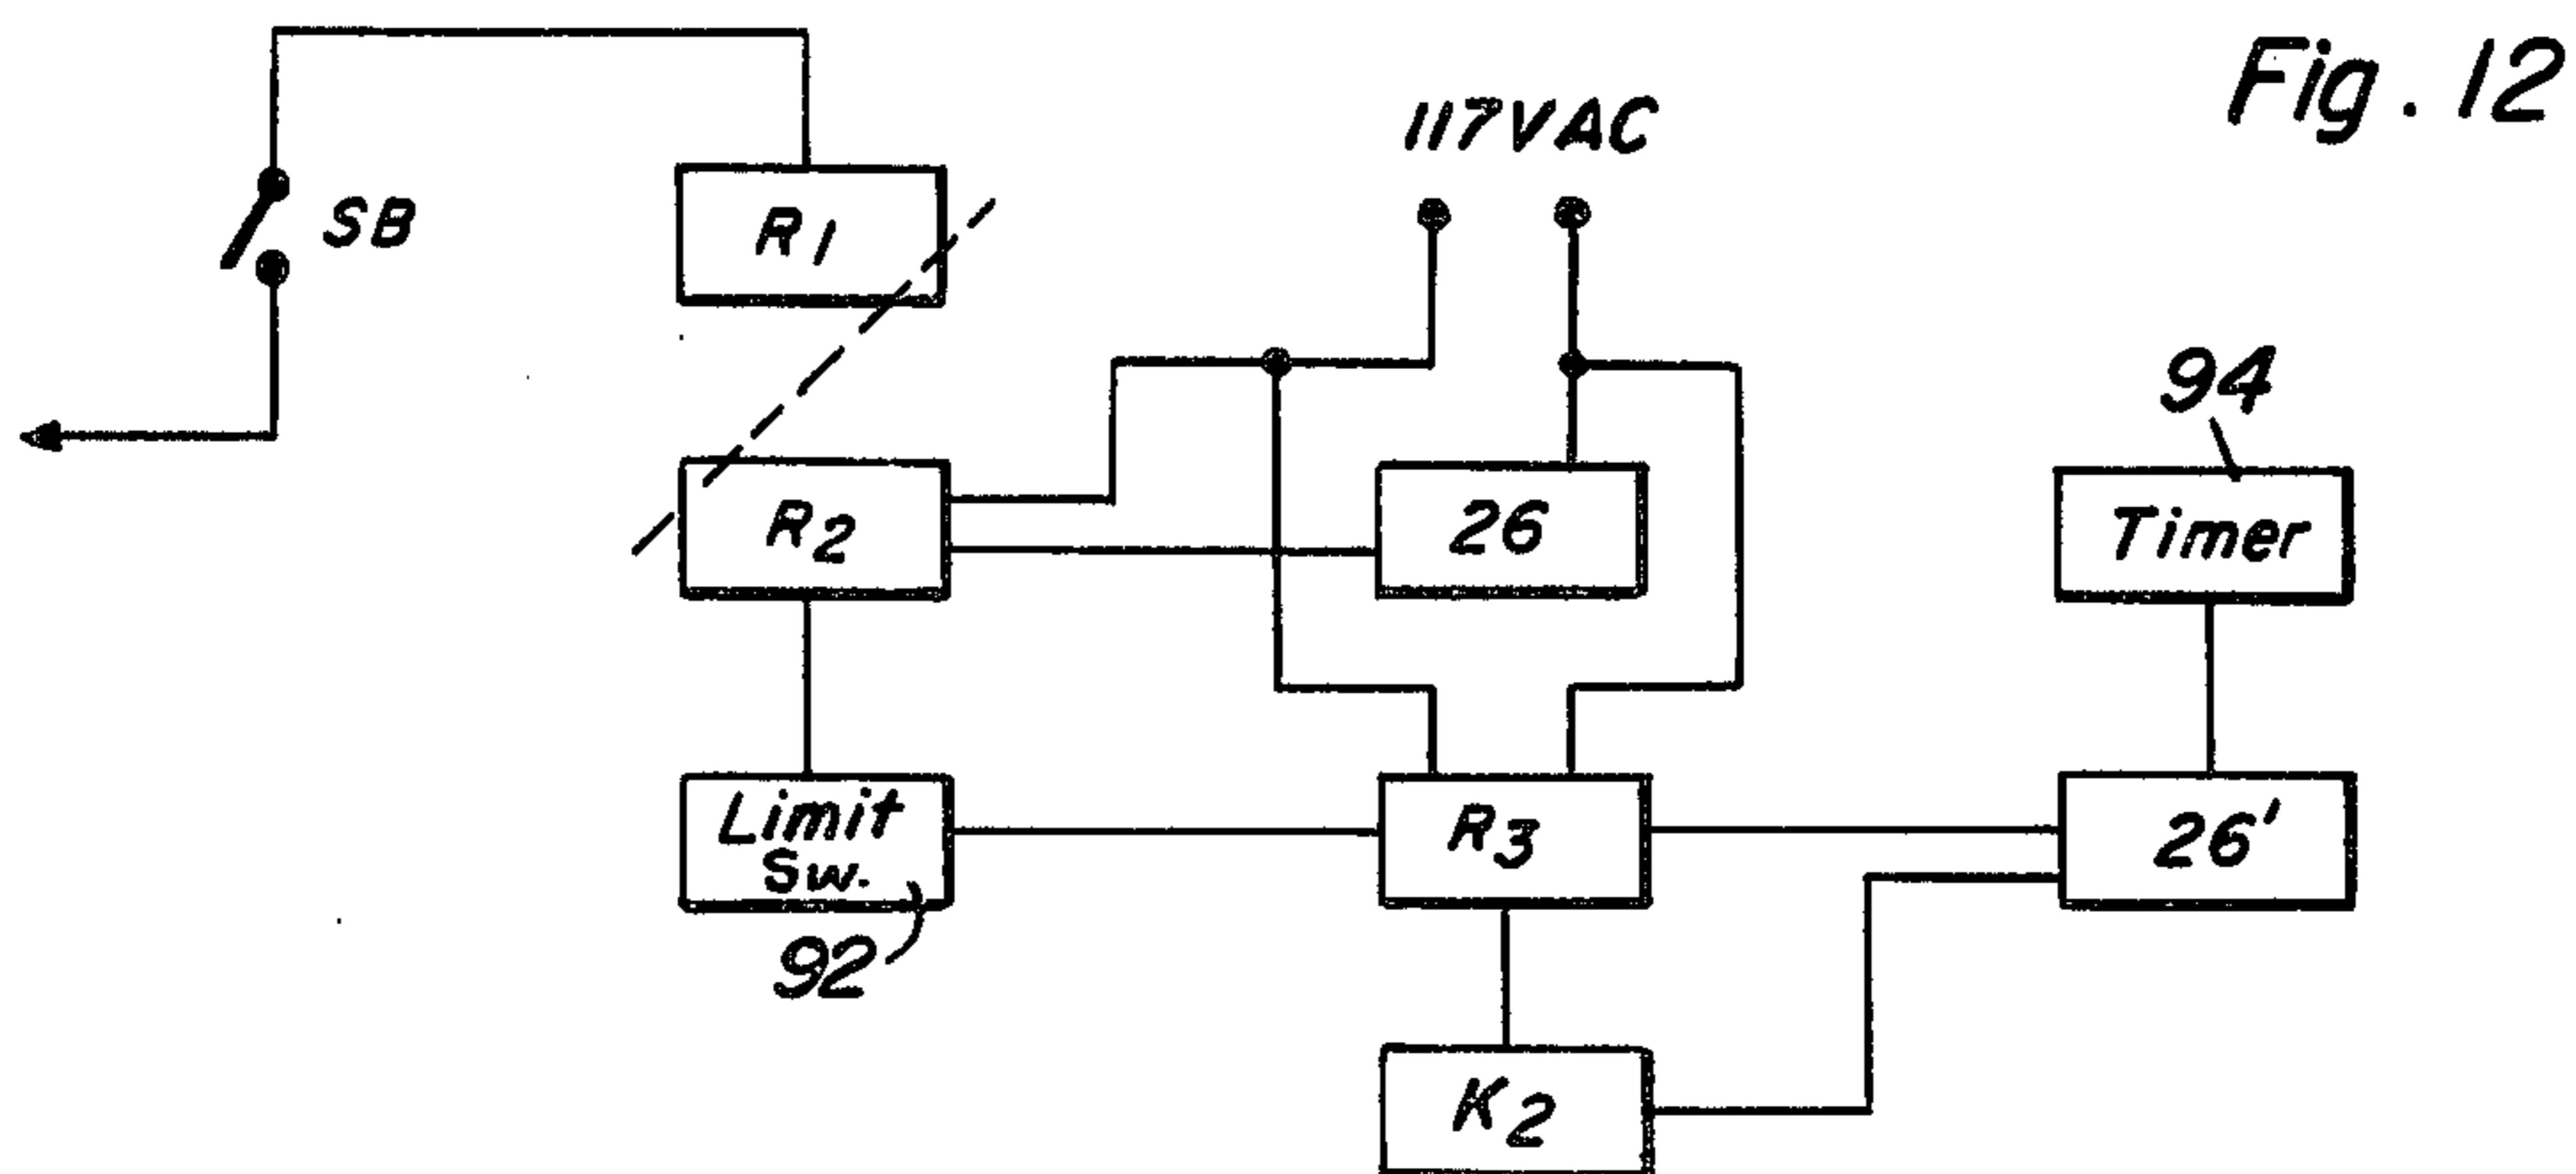 Fig. 12
117VAC
SB
R1
94
R2
26
Timer
Limit
Sw.
R3
26'
92
K2